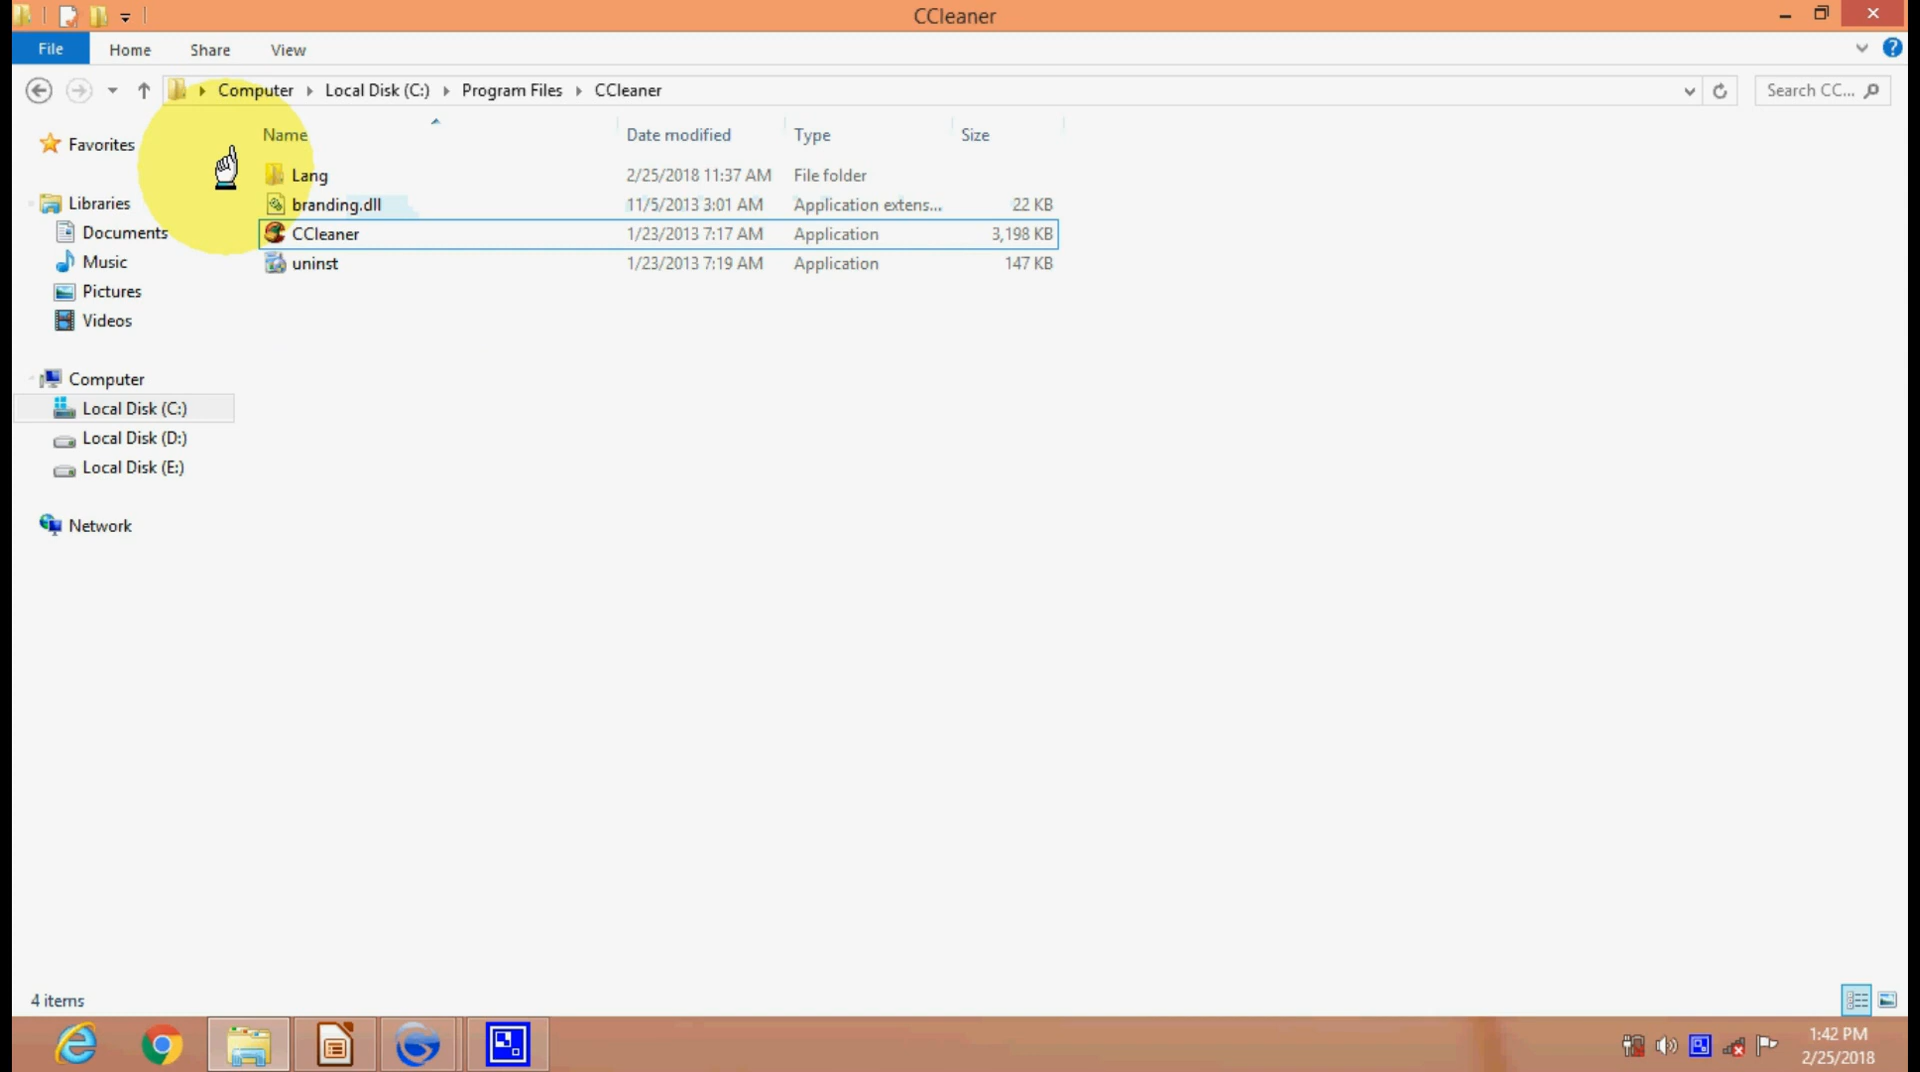 CCleaner
File Home Share View
Computer Local Disk (C:) Program Files CCleaner Search CC...
Name Date modified Type Size
Favorites
Lang 2/25/2018 11:37 AM File folder
Libraries branding.dll 11/5/2013 3:01 AM Application extens... 22 KB
Documents CCleaner 1/23/2013 7:17 AM Application 3,198 KB
Music uninst 1/23/2013 7:19 AM Application 147 KB
Pictures
Videos
Computer
Local Disk (C:)
Local Disk (D:)
Local Disk (E:)
Network
4 items
1:42 PM
2/25/2018